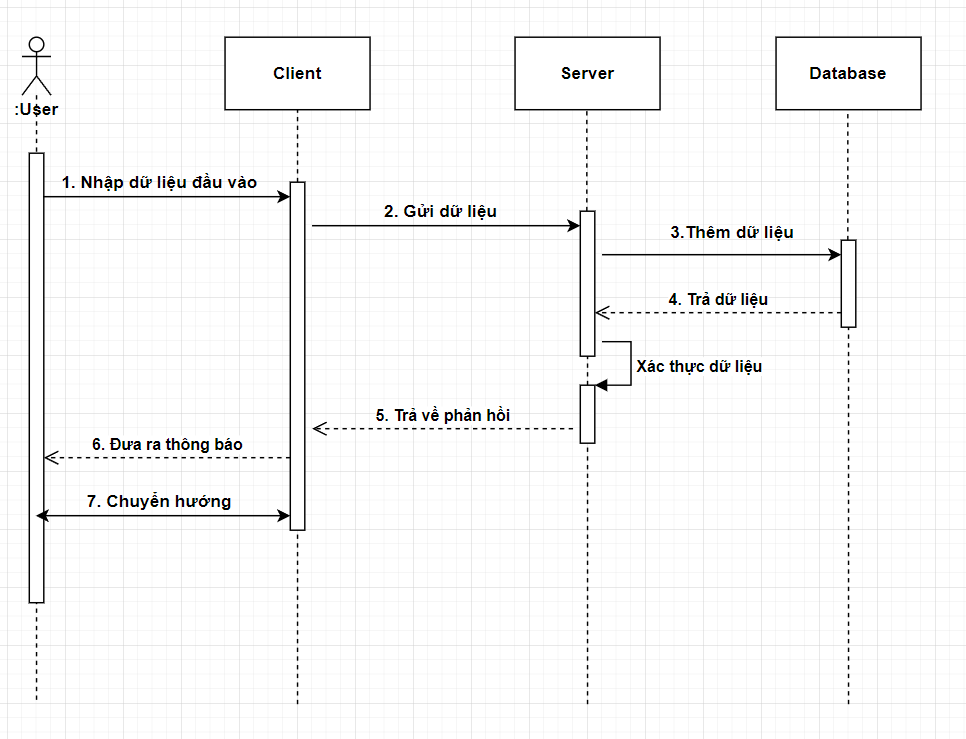 :User
Client
Server
Database
1. Nhập dữ liệu đầu vào
2. Gửi dữ liệu
3.Thêm dữ liệu
4. Trả dữ liệu
Xác thực dữ liệu
5. Trả về phản hồi
6. Đưa ra thông báo
7. Chuyển hướng